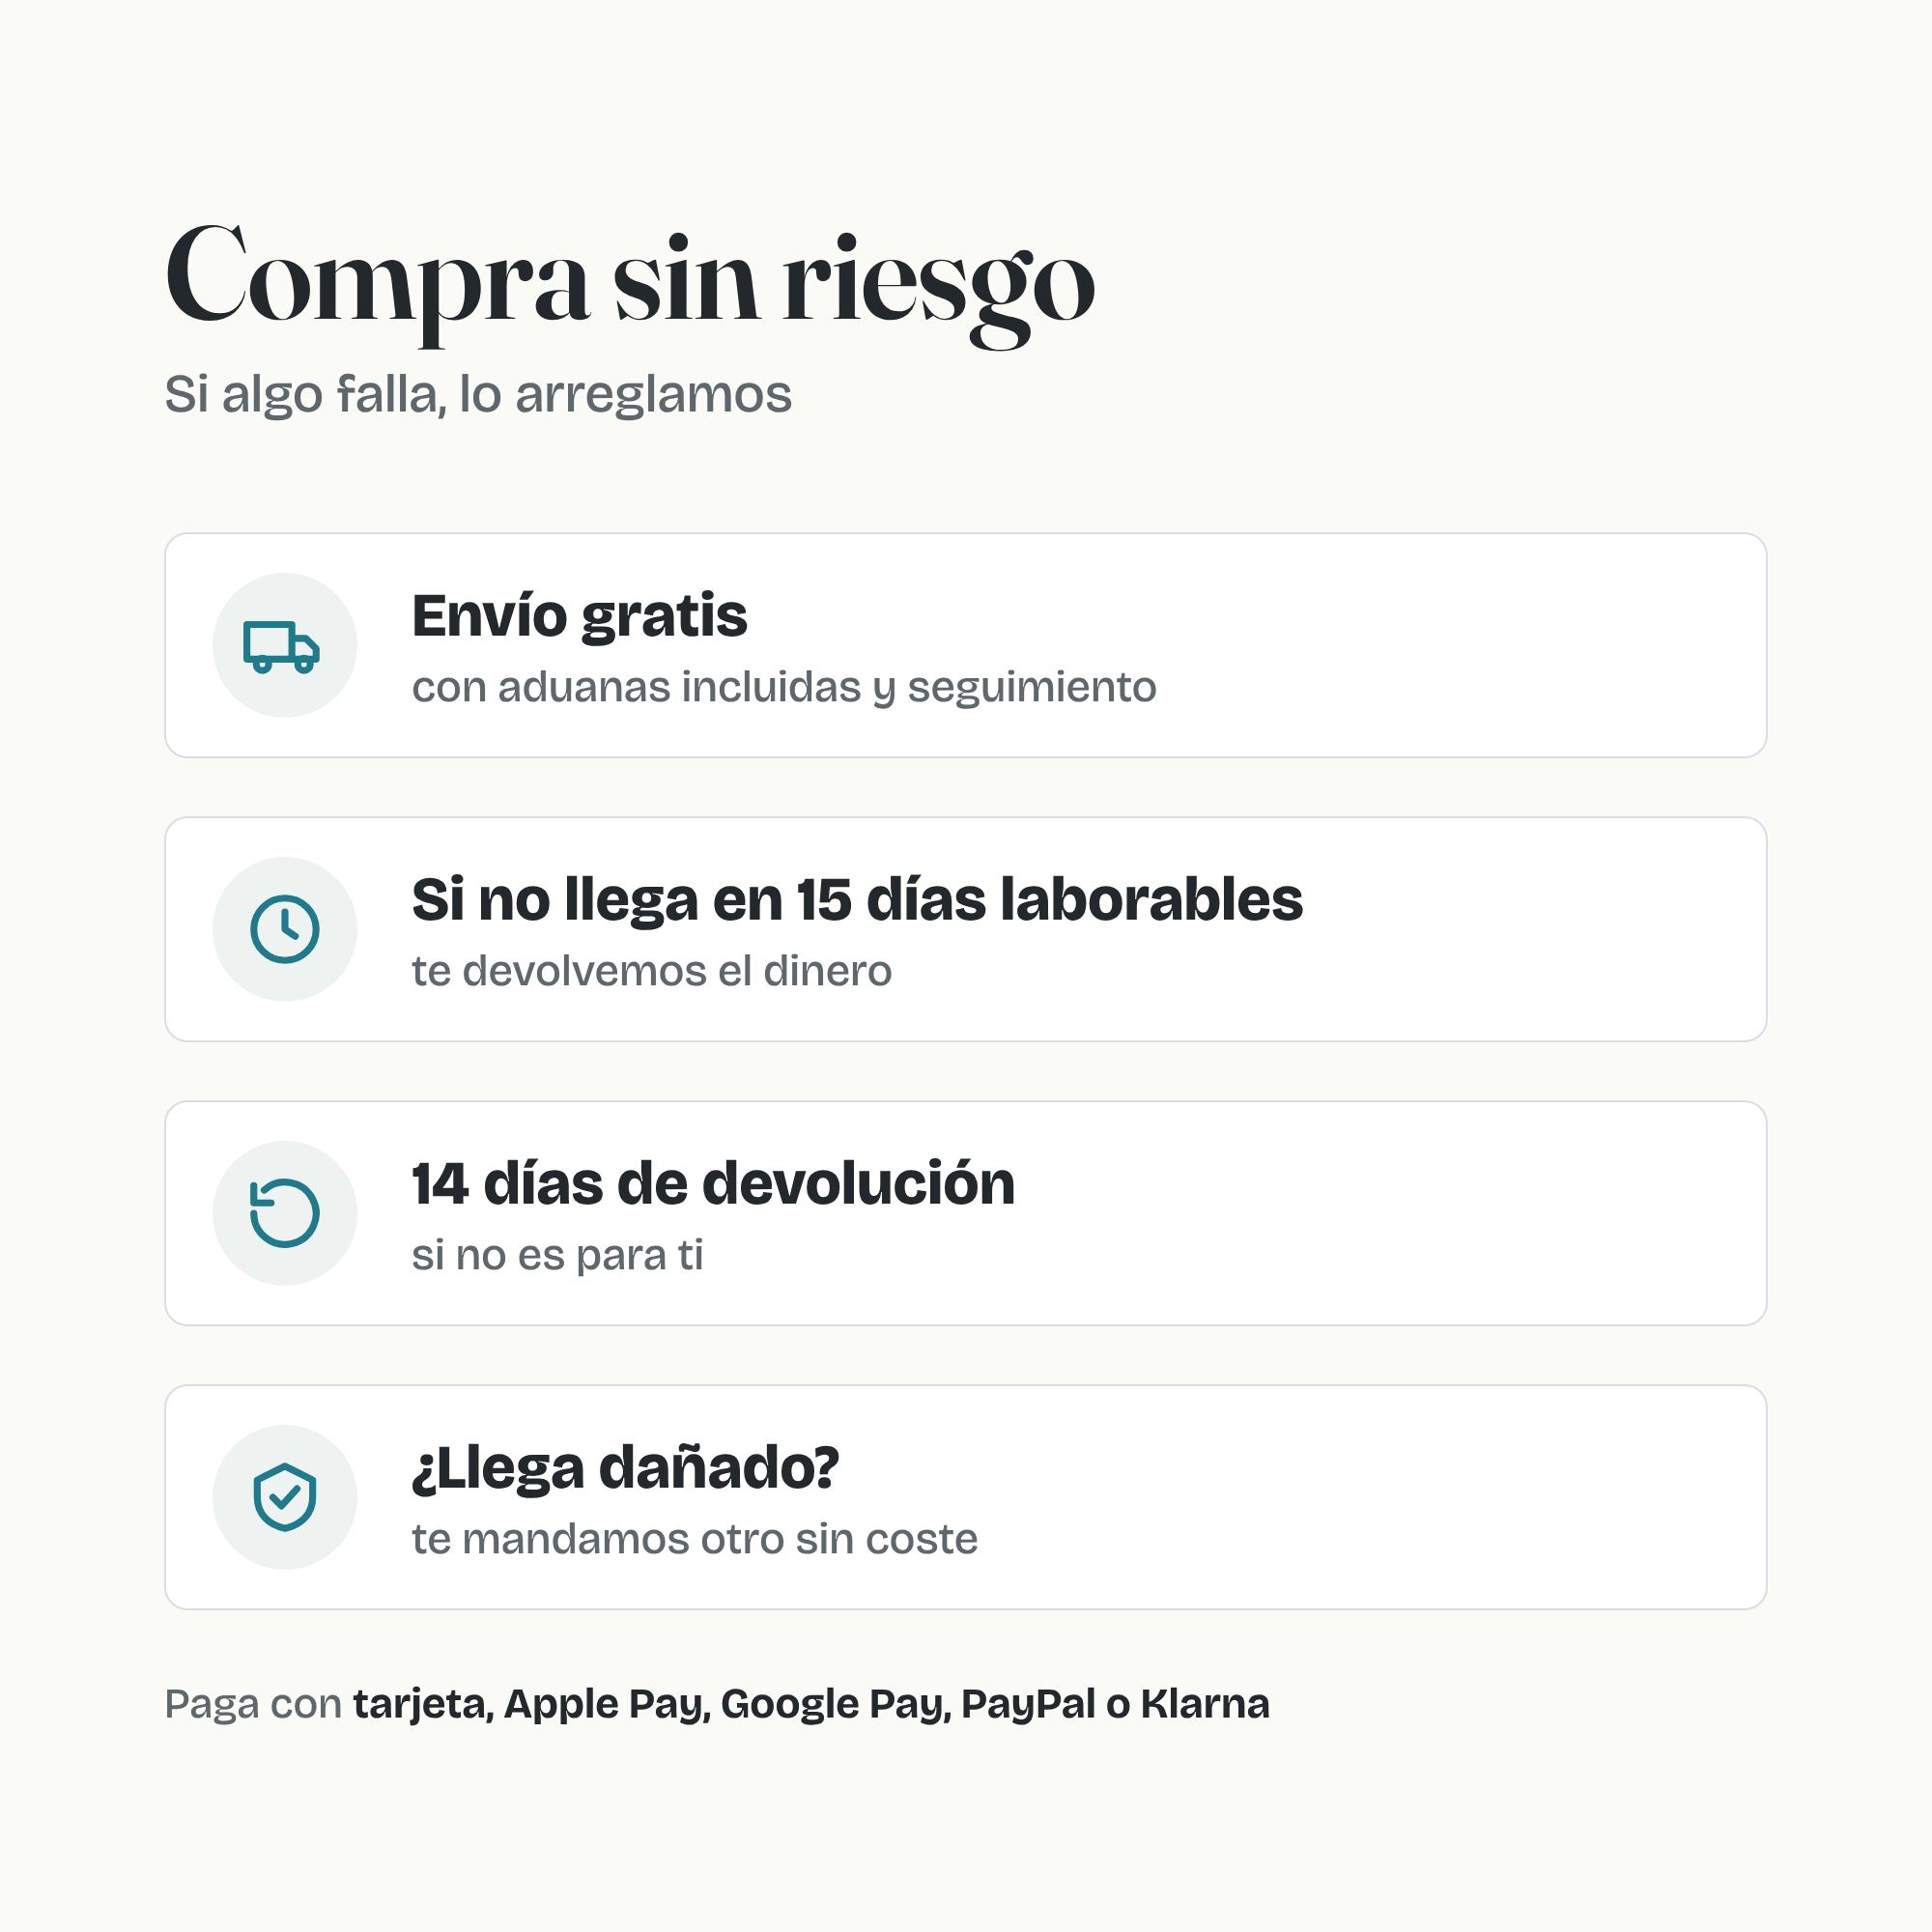 Compra sin riesgo
Si algo falla, lo arreglamos
Envío gratis
con aduanas incluidas y seguimiento
Si no llega en 15 días laborables
te devolvemos el dinero
14 días de devolución
si no es para ti
¿Llega dañado?
te mandamos otro sin coste
Paga con tarjeta, Apple Pay, Google Pay, PayPal o Klarna